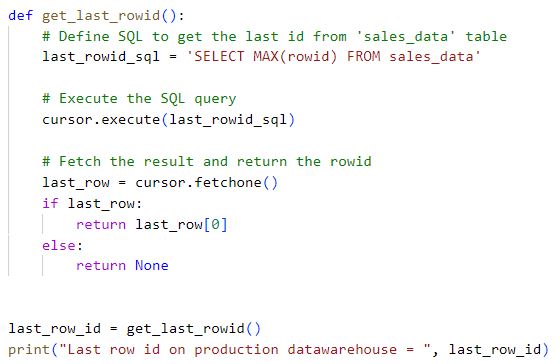 def get_last_rowid():
    # Define SQL to get the last id from 'sales_data' table
    last_rowid_sql = 'SELECT MAX(rowid) FROM sales_data'

    # Execute the SQL query
    cursor.execute(last_rowid_sql)

    # Fetch the result and return the rowid
    last_row = cursor.fetchone()
    if last_row:
        return last_row[0]
    else:
        return None


last_row_id = get_last_rowid()
print("Last row id on production datawarehouse = ", last_row_id)